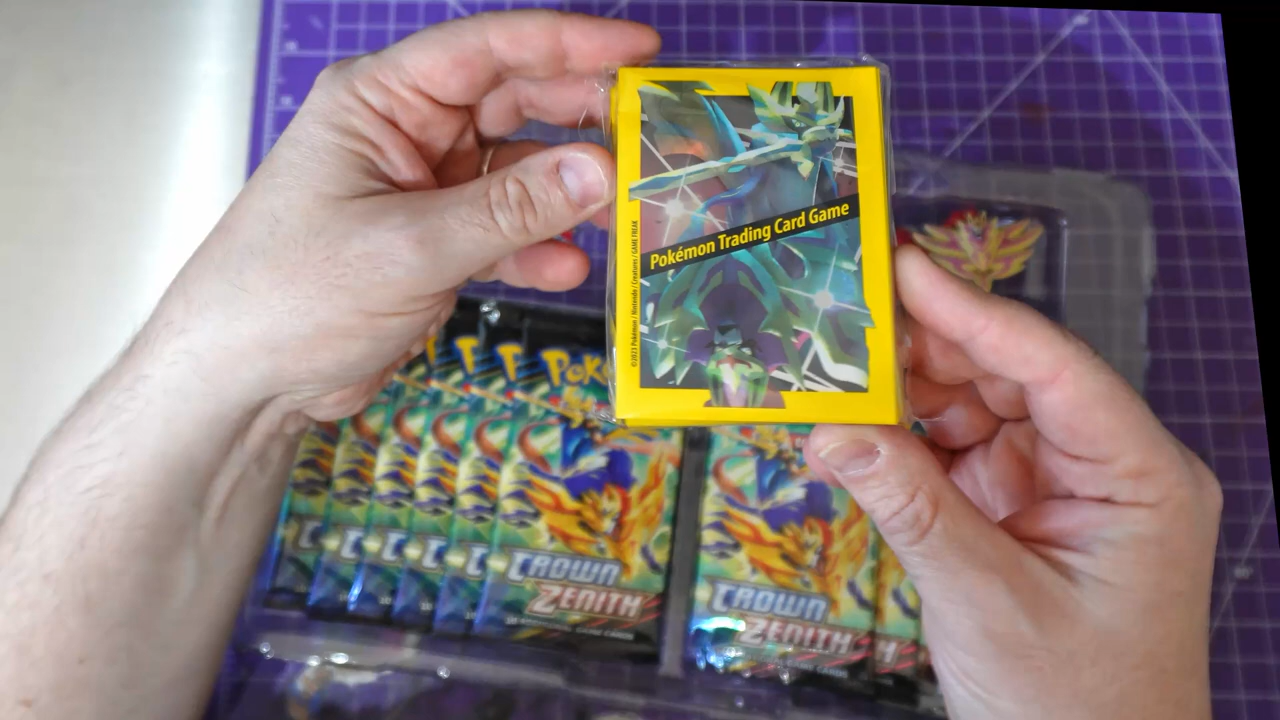 Pokémon Trading Card Game
©2023 Pokémon / Nintendo / Creatures / GAME FREAK
Poké
CROWN
ZENITH
CROWN
ZENITH